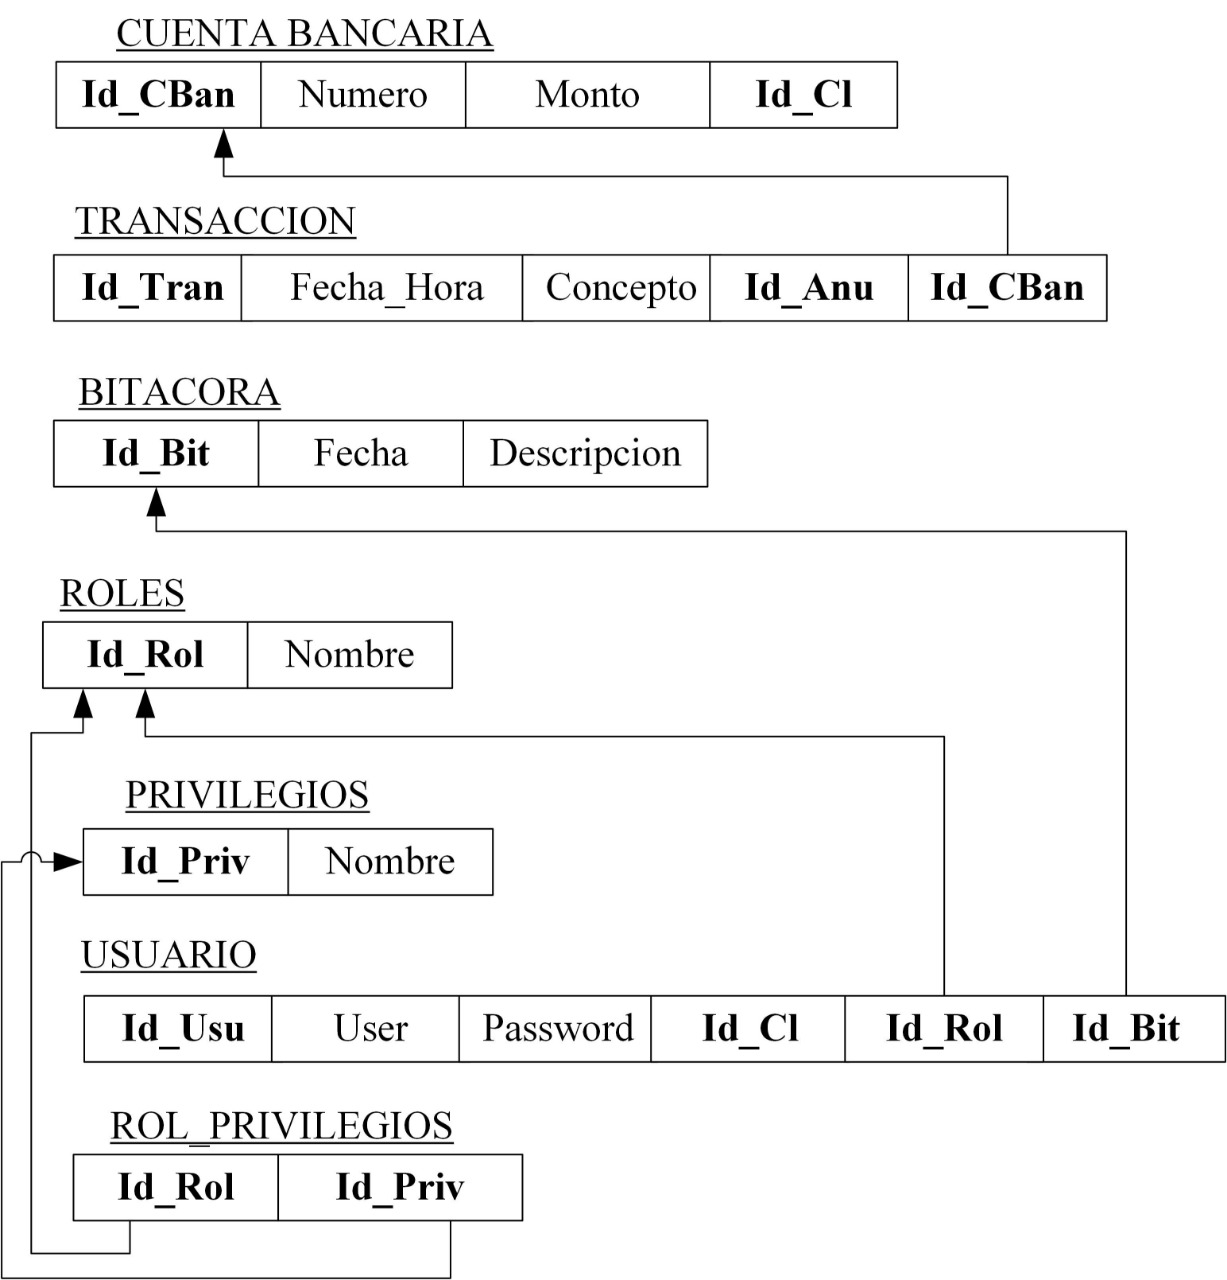 CUENTA BANCARIA
Id_CBan Numero Monto Id_Cl
TRANSACCION
Id_Tran Fecha_Hora Concepto Id_Anu Id_CBan
BITACORA
Id_Bit Fecha Descripcion
ROLES
Id_Rol Nombre
PRIVILEGIOS
Id_Priv Nombre
USUARIO
Id_Usu User Password Id_Cl Id_Rol Id_Bit
ROL_PRIVILEGIOS
Id_Rol Id_Priv